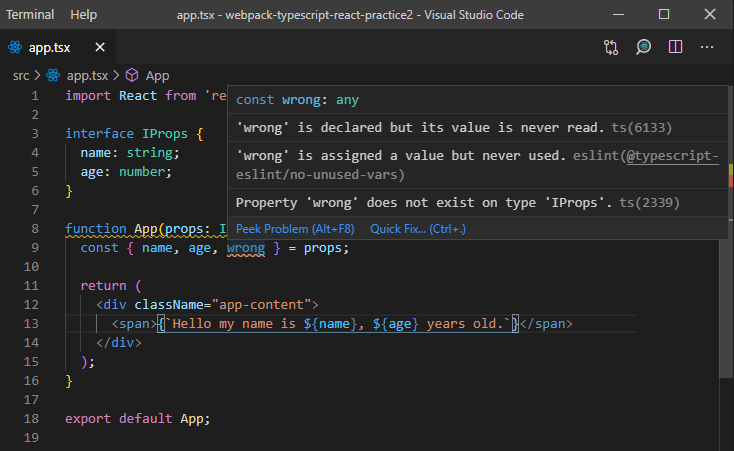 Terminal Help app.tsx - webpack-typescript-react-practice2 - Visual Studio Code
app.tsx
src > app.tsx > App
1 import React from 're
const wrong: any
2
'wrong' is declared but its value is never read. ts(6133)
3 interface IProps {
4 name: string;
'wrong' is assigned a value but never used. eslint(@typescript-
eslint/no-unused-vars)
5 age: number;
6 }
Property 'wrong' does not exist on type 'IProps'. ts(2339)
7
Peek Problem (Alt+F8) Quick Fix... (Ctrl+.)
8 function App(props: I
9 const { name, age, wrong } = props;
10
11 return (
12 <div className="app-content">
13 <span>{`Hello my name is ${name}, ${age} years old.`}</span>
14 </div>
15 );
16 }
17
18 export default App;
19